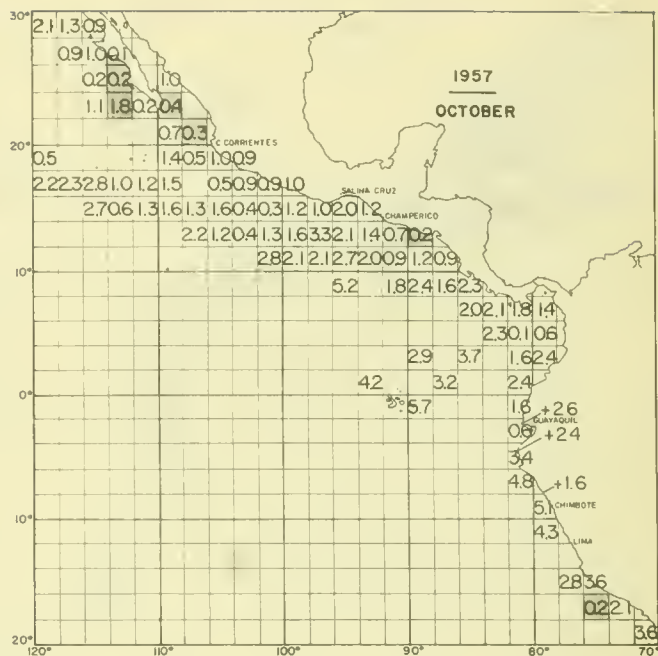 30°
2.1 1.3 0.9
1957
0.9 1.0 0.1
OCTOBER
0.2 0.2 1.0
1.1 1.8 0.2 0.4
0.7 0.3
C. CORRIENTES
20°
0.5 1.4 0.5 1.0 0.9
2.2 2.3 2.8 1.0 1.2 1.5 0.5 0.9 0.9 1.0
SALINA CRUZ
2.7 0.6 1.3 1.6 1.3 1.6 0.4 0.3 1.2 1.0 2.0 1.2
CHAMPERICO
2.2 1.2 0.4 1.3 1.6 3.3 2.1 1.4 0.7 0.2
2.8 2.1 2.1 2.7 2.0 0.9 1.2 0.9
10°
5.2 1.8 2.4 1.6 2.3
2.0 2.1 1.8 1.4
2.3 0.1 0.6
2.9 3.7 1.6 2.4
4.2 3.2 2.4
0°
5.7 1.6 +2.6
GUAYAQUIL
0.6 +2.4
3.4
4.8 +1.6
5.1 CHIMBOTE
10°
4.3
LIMA
2.8 3.6
0.2 2.1
3.6
20°
120° 110° 100° 90° 80° 70°